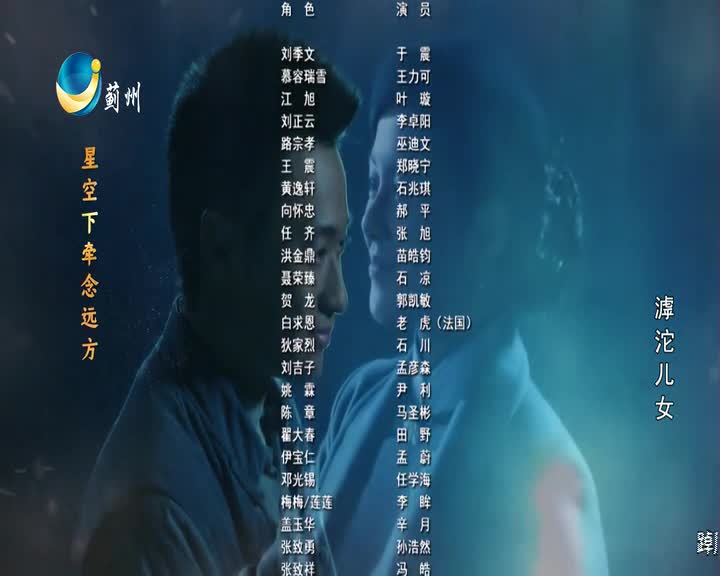 角 色 演 员
刘季文 于 震
慕容瑞雪 王力可
江 旭 叶 璇
刘正云 李卓阳
路宗孝 巫迪文
王 震 郑晓宁
黄逸轩 石兆琪
向怀忠 郝 平
任 齐 张 旭
洪金鼎 苗皓钧
聂荣臻 石 凉
贺 龙 郭凯敏
白求恩 老 虎（法国）
狄家烈 石 川
刘吉子 孟彦森
姚 霖 尹 利
陈 章 马圣彬
翟大春 田 野
伊宝仁 孟 蔚
邓光锡 任学海
梅梅/莲莲 李 眸
盖玉华 辛 月
张致勇 孙浩然
张致祥 冯 皓
蓟州
星空下牵念远方
滹沱儿女